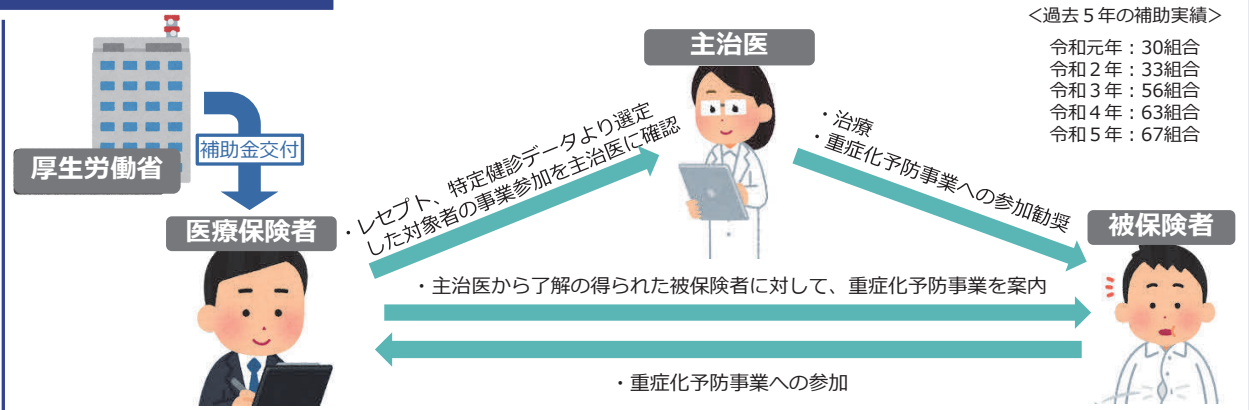 ＜過去５年の補助実績＞
令和元年：30組合
令和２年：33組合
令和３年：56組合
令和４年：63組合
令和５年：67組合
主治医
厚生労働省
補助金交付
医療保険者
・レセプト、特定健診データより選定
した対象者の事業参加を主治医に確認
・治療
・重症化予防事業への参加勧奨
被保険者
・主治医から了解の得られた被保険者に対して、重症化予防事業を案内
・重症化予防事業への参加